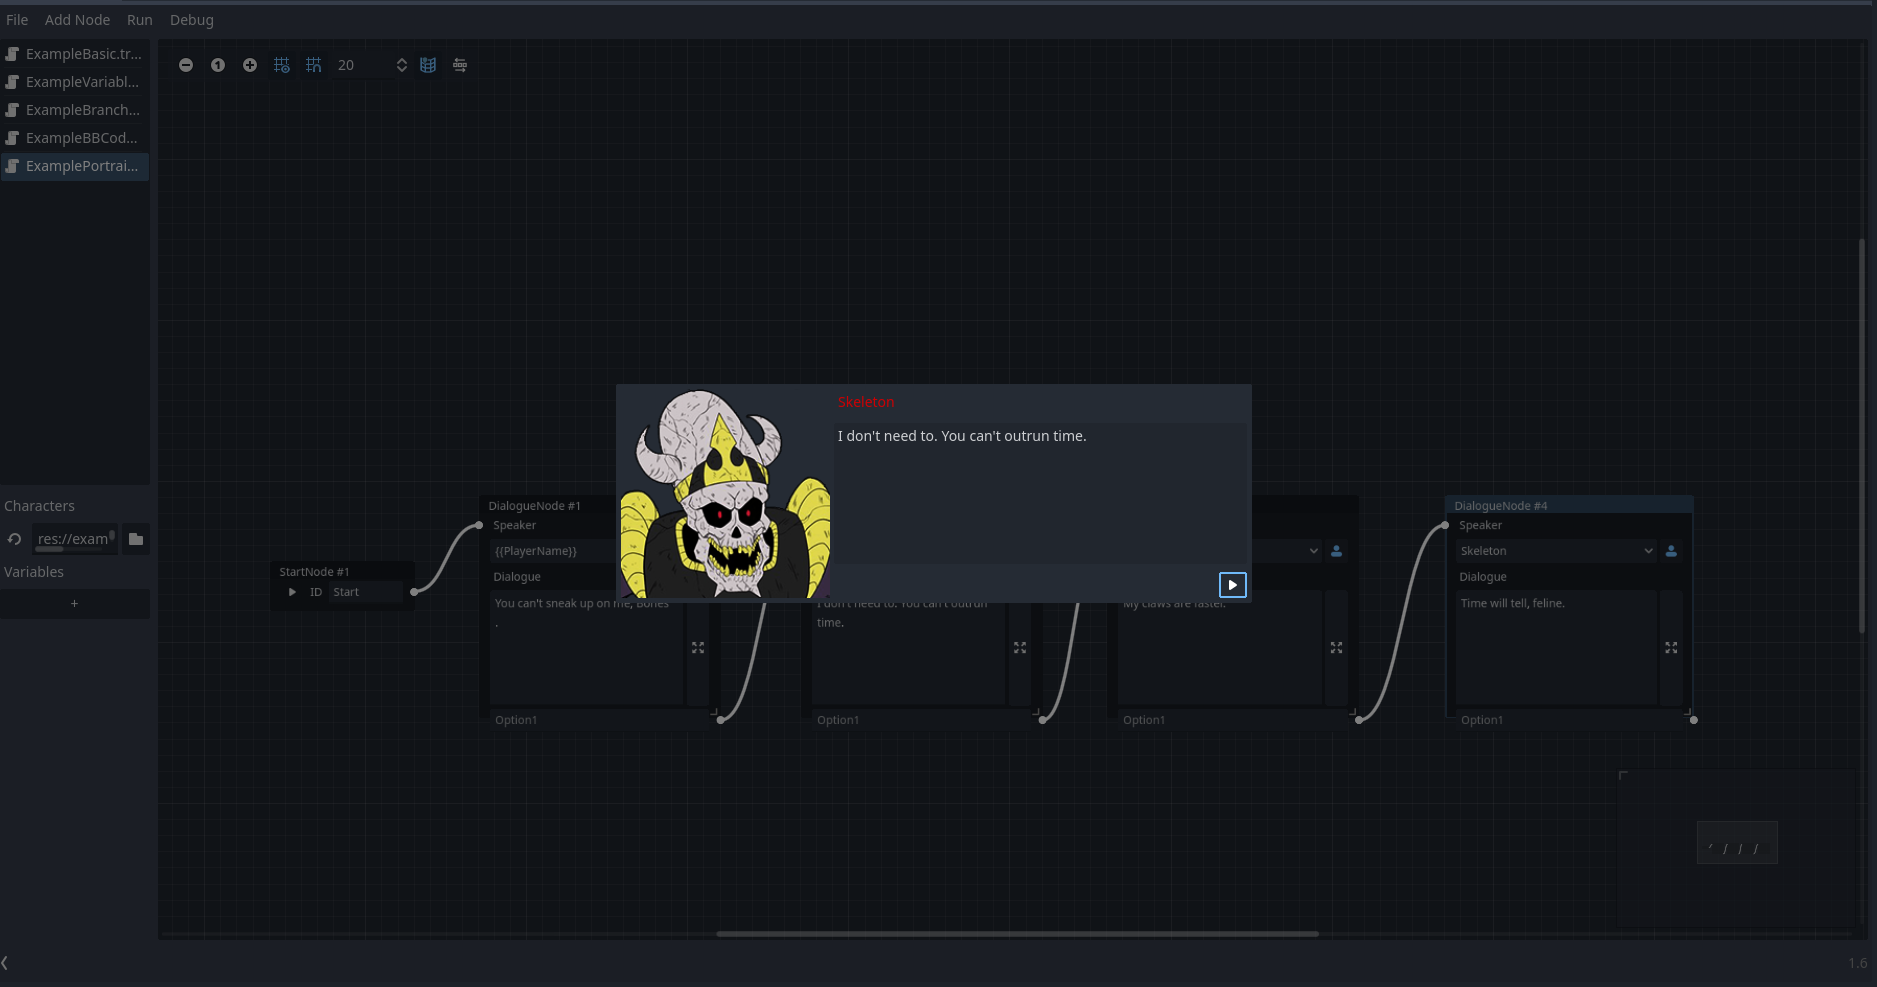 File Add Node Run Debug
ExampleBasic.tr...
ExampleVariabl...
ExampleBranch...
ExampleBBCod...
ExamplePortrai...
1
20
Characters
res://exam
Variables
+
StartNode #1
ID Start
DialogueNode #1
Speaker
{{PlayerName}}
Dialogue
You can't sneak up on me, Bones
.
Option1
Skeleton
I don't need to. You can't outrun time.
I don't need to. You can't outrun
time.
Option1
My claws are faster.
Option1
DialogueNode #4
Speaker
Skeleton
Dialogue
Time will tell, feline.
Option1
1.6